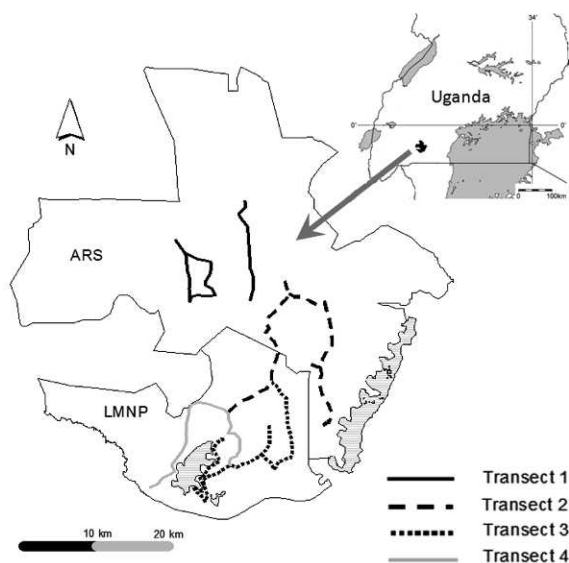 34'
Uganda
0'
0'
0
100km
N
ARS
LMNP
Transect 1
Transect 2
Transect 3
Transect 4
10 km
20 km